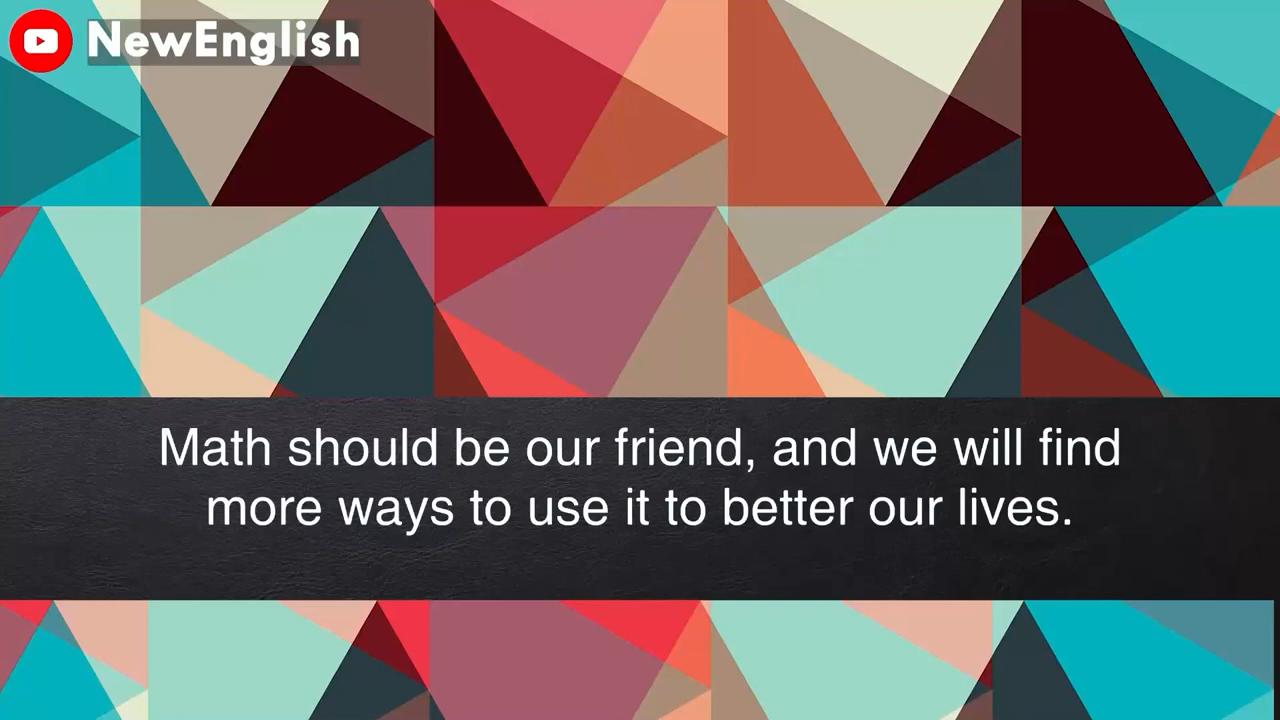 NewEnglish
Math should be our friend, and we will find
more ways to use it to better our lives.